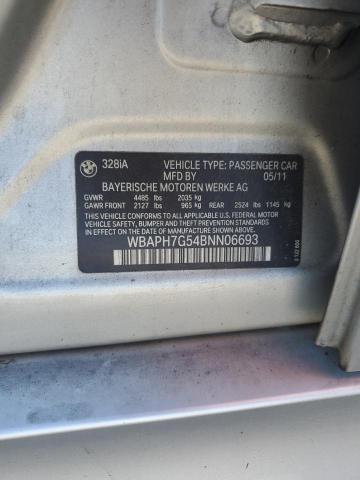 328iA VEHICLE TYPE: PASSENGER CAR
MFD BY 05/11
BAYERISCHE MOTOREN WERKE AG
GVWR 4485 lbs 2035 kg
GAWR FRONT 2127 lbs 965 kg REAR 2524 lbs 1145 kg
THIS VEHICLE CONFORMS TO ALL APPLICABLE U.S. FEDERAL MOTOR
VEHICLE SAFETY, BUMPER AND THEFT PREVENTION STANDARDS
IN EFFECT ON THE DATE OF MANUFACTURE SHOWN ABOVE.
WBAPH7G54BNN06693